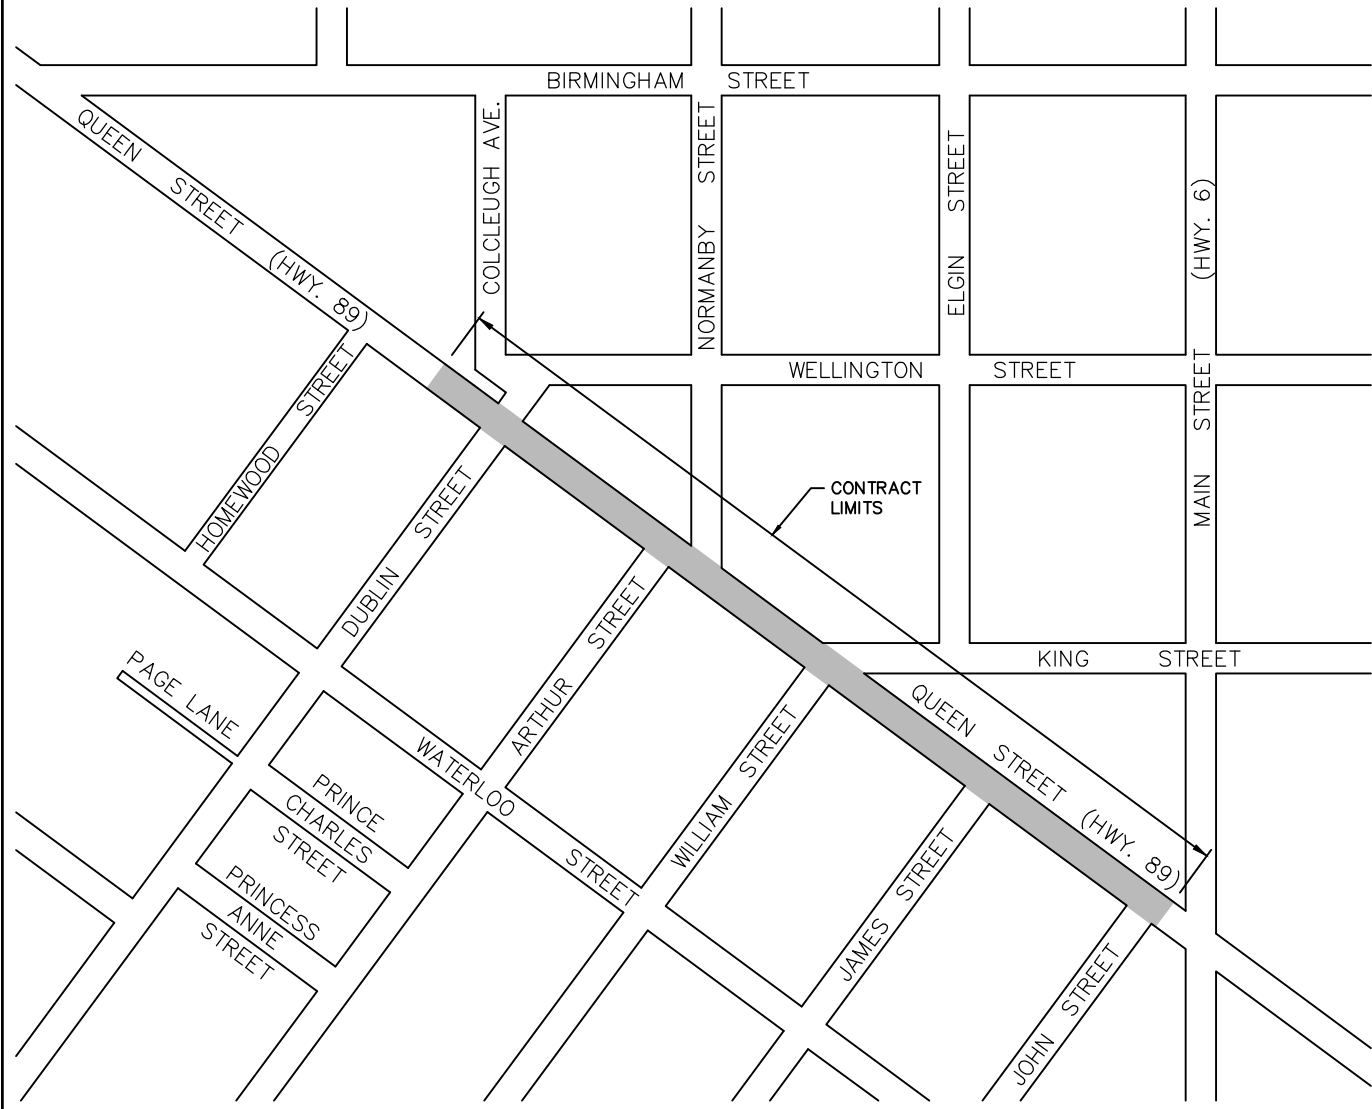 BIRMINGHAM STREET
QUEEN STREET (HWY. 89)
COLCLEUGH AVE.
NORMANBY STREET
ELGIN STREET
MAIN STREET (HWY. 6)
WELLINGTON STREET
HOMEWOOD STREET
DUBLIN STREET
CONTRACT
LIMITS
ARTHUR STREET
KING STREET
PAGE LANE
QUEEN STREET (HWY. 89)
WATERLOO STREET
WILLIAM STREET
PRINCE
CHARLES
STREET
JAMES STREET
PRINCESS
ANNE
STREET
JOHN STREET